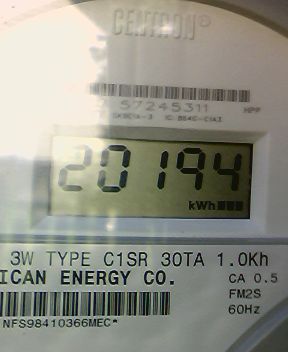 CENTRON®
57245311 HPP
20194
kWh
3W TYPE C1SR 30TA 1.0Kh
ICAN ENERGY CO.
CA 0.5
FM2S
60Hz
NFS98410366MEC*